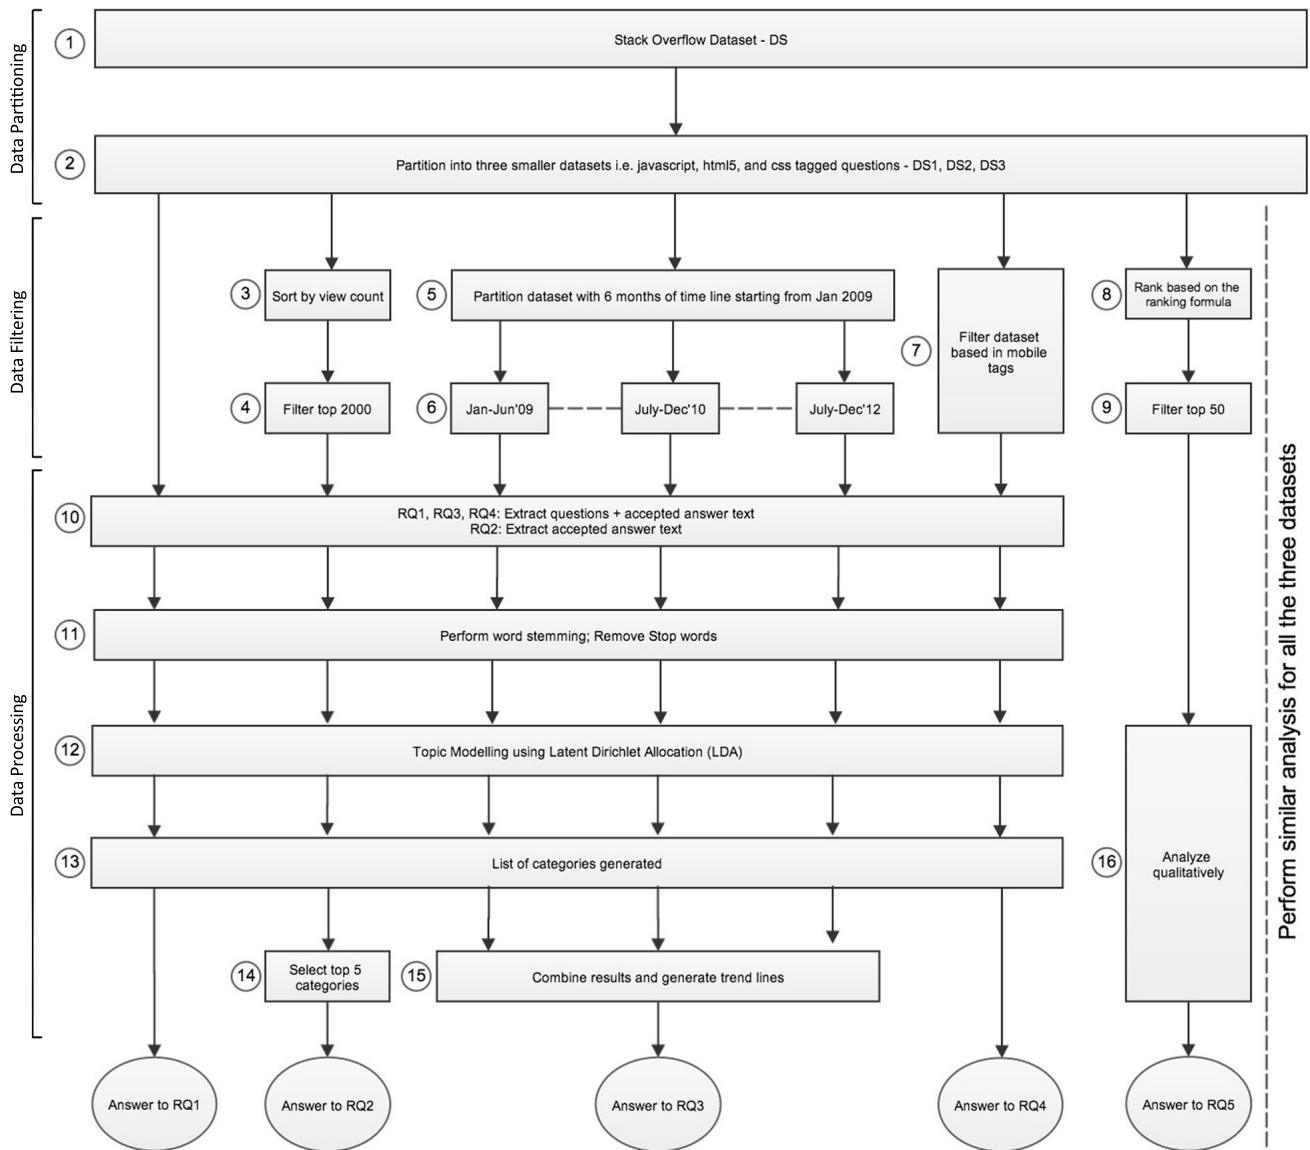 Data Partitioning
1
Stack Overflow Dataset - DS
2
Partition into three smaller datasets i.e. javascript, html5, and css tagged questions - DS1, DS2, DS3
Data Filtering
3
Sort by view count
5
Partition dataset with 6 months of time line starting from Jan 2009
7
Filter dataset
based in mobile
tags
8
Rank based on the
ranking formula
4
Filter top 2000
6
Jan-Jun'09
July-Dec'10
July-Dec'12
9
Filter top 50
Data Processing
10
RQ1, RQ3, RQ4: Extract questions + accepted answer text
RQ2: Extract accepted answer text
11
Perform word stemming; Remove Stop words
12
Topic Modelling using Latent Dirichlet Allocation (LDA)
13
List of categories generated
16
Analyze
qualitatively
14
Select top 5
categories
15
Combine results and generate trend lines
Answer to RQ1
Answer to RQ2
Answer to RQ3
Answer to RQ4
Answer to RQ5
Perform similar analysis for all the three datasets